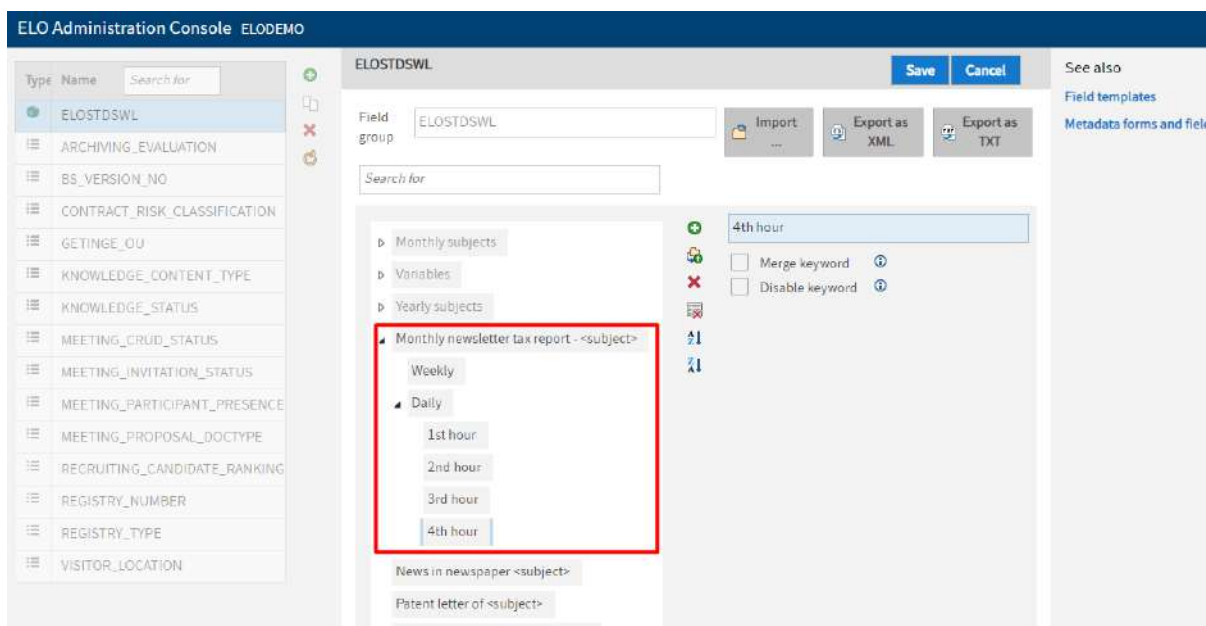 ELO Administration Console ELODEMO
Type Name Search for
ELOSTDSWL
ARCHIVING_EVALUATION
BS_VERSION_NO
CONTRACT_RISK_CLASSIFICATION
GETINGE_OU
KNOWLEDGE_CONTENT_TYPE
KNOWLEDGE_STATUS
MEETING_CRUD_STATUS
MEETING_INVITATION_STATUS
MEETING_PARTICIPANT_PRESENCE
MEETING_PROPOSAL_DOCTYPE
RECRUITING_CANDIDATE_RANKING
REGISTRY_NUMBER
REGISTRY_TYPE
VISITOR_LOCATION
ELOSTDSWL
Save Cancel
Field group ELOSTDSWL
Import ...
Export as XML
Export as TXT
Search for
Monthly subjects
Variables
Yearly subjects
Monthly newsletter tax report - <subject>
Weekly
Daily
1st hour
2nd hour
3rd hour
4th hour
News in newspaper <subject>
Patent letter of <subject>
4th hour
Merge keyword
Disable keyword
See also
Field templates
Metadata forms and fiel